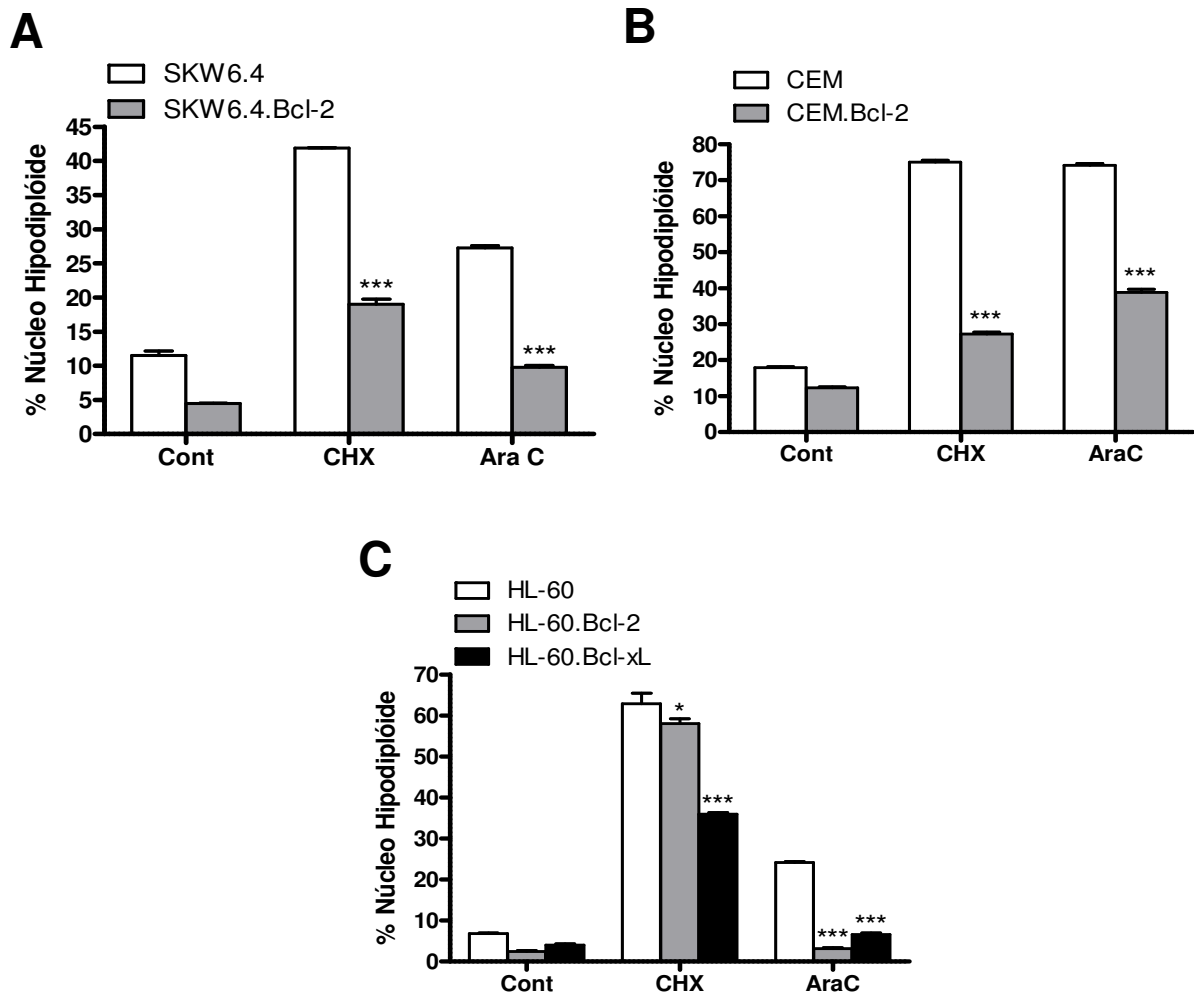 A
SKW6.4
SKW6.4.Bcl-2
% Núcleo Hipodiplóide
45
40
35
30
25
20
15
10
5
0
***
***
Cont CHX Ara C
B
CEM
CEM.Bcl-2
% Núcleo Hipodiplóide
80
70
60
50
40
30
20
10
0
***
***
Cont CHX AraC
C
HL-60
HL-60.Bcl-2
HL-60.Bcl-xL
% Núcleo Hipodiplóide
70
60
50
40
30
20
10
0
*
***
*** ***
Cont CHX AraC